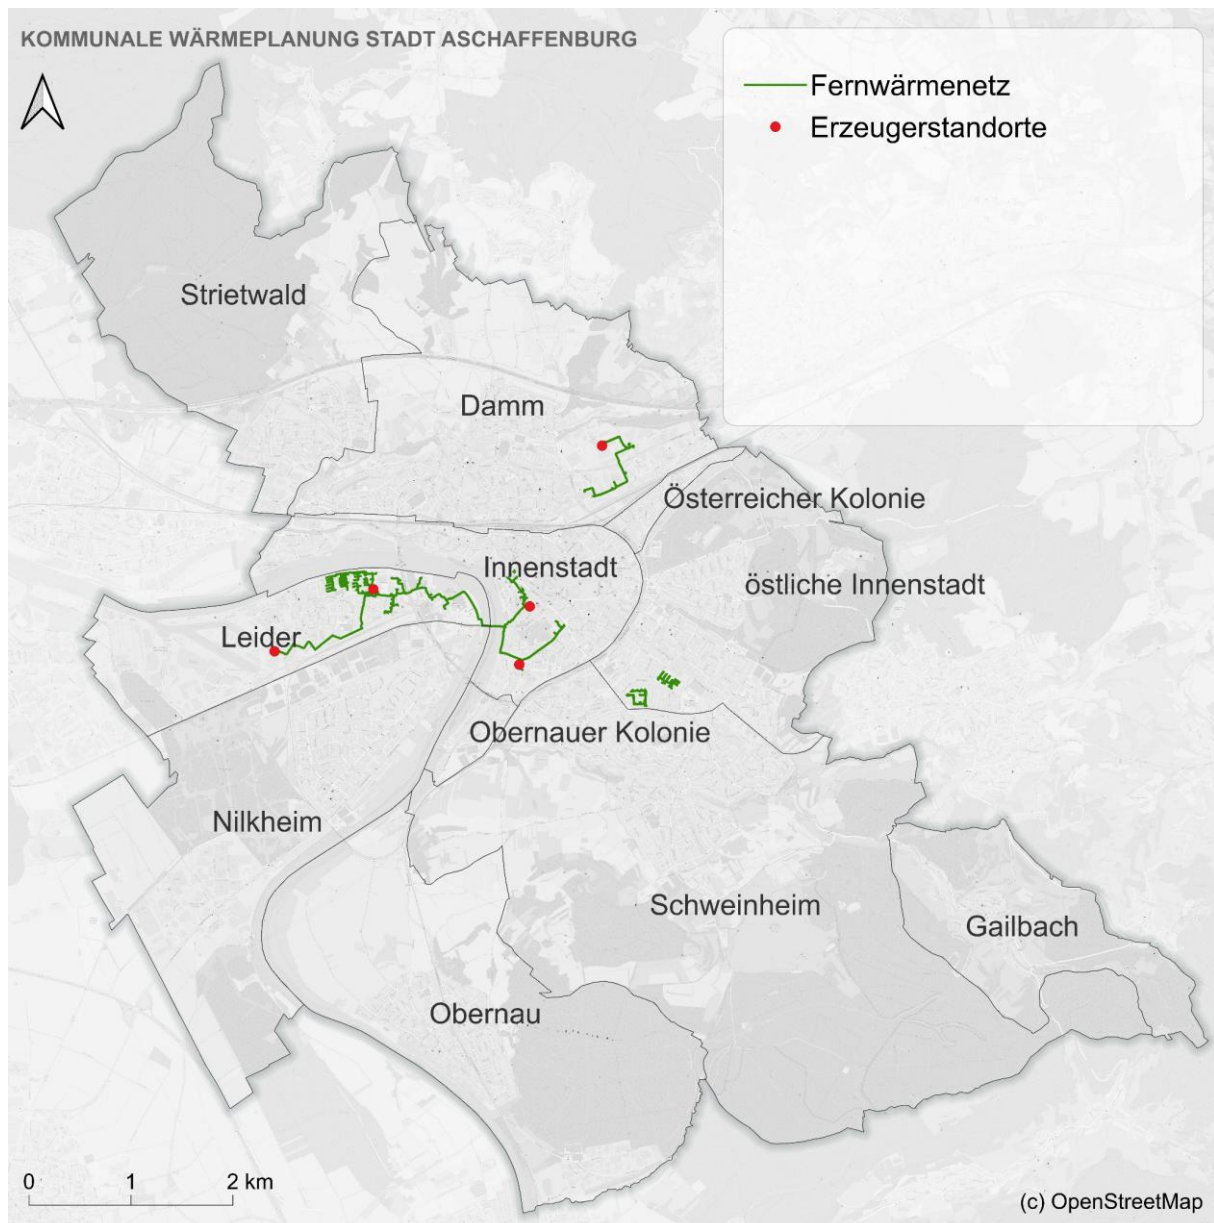 KOMMUNALE WÄRMEPLANUNG STADT ASCHAFFENBURG
Fernwärmenetz
Erzeugerstandorte
Strietwald
Damm
Österreicher Kolonie
Innenstadt
östliche Innenstadt
Leider
Obernauer Kolonie
Nilkheim
Schweinheim
Gailbach
Obernau
0 1 2 km
(c) OpenStreetMap